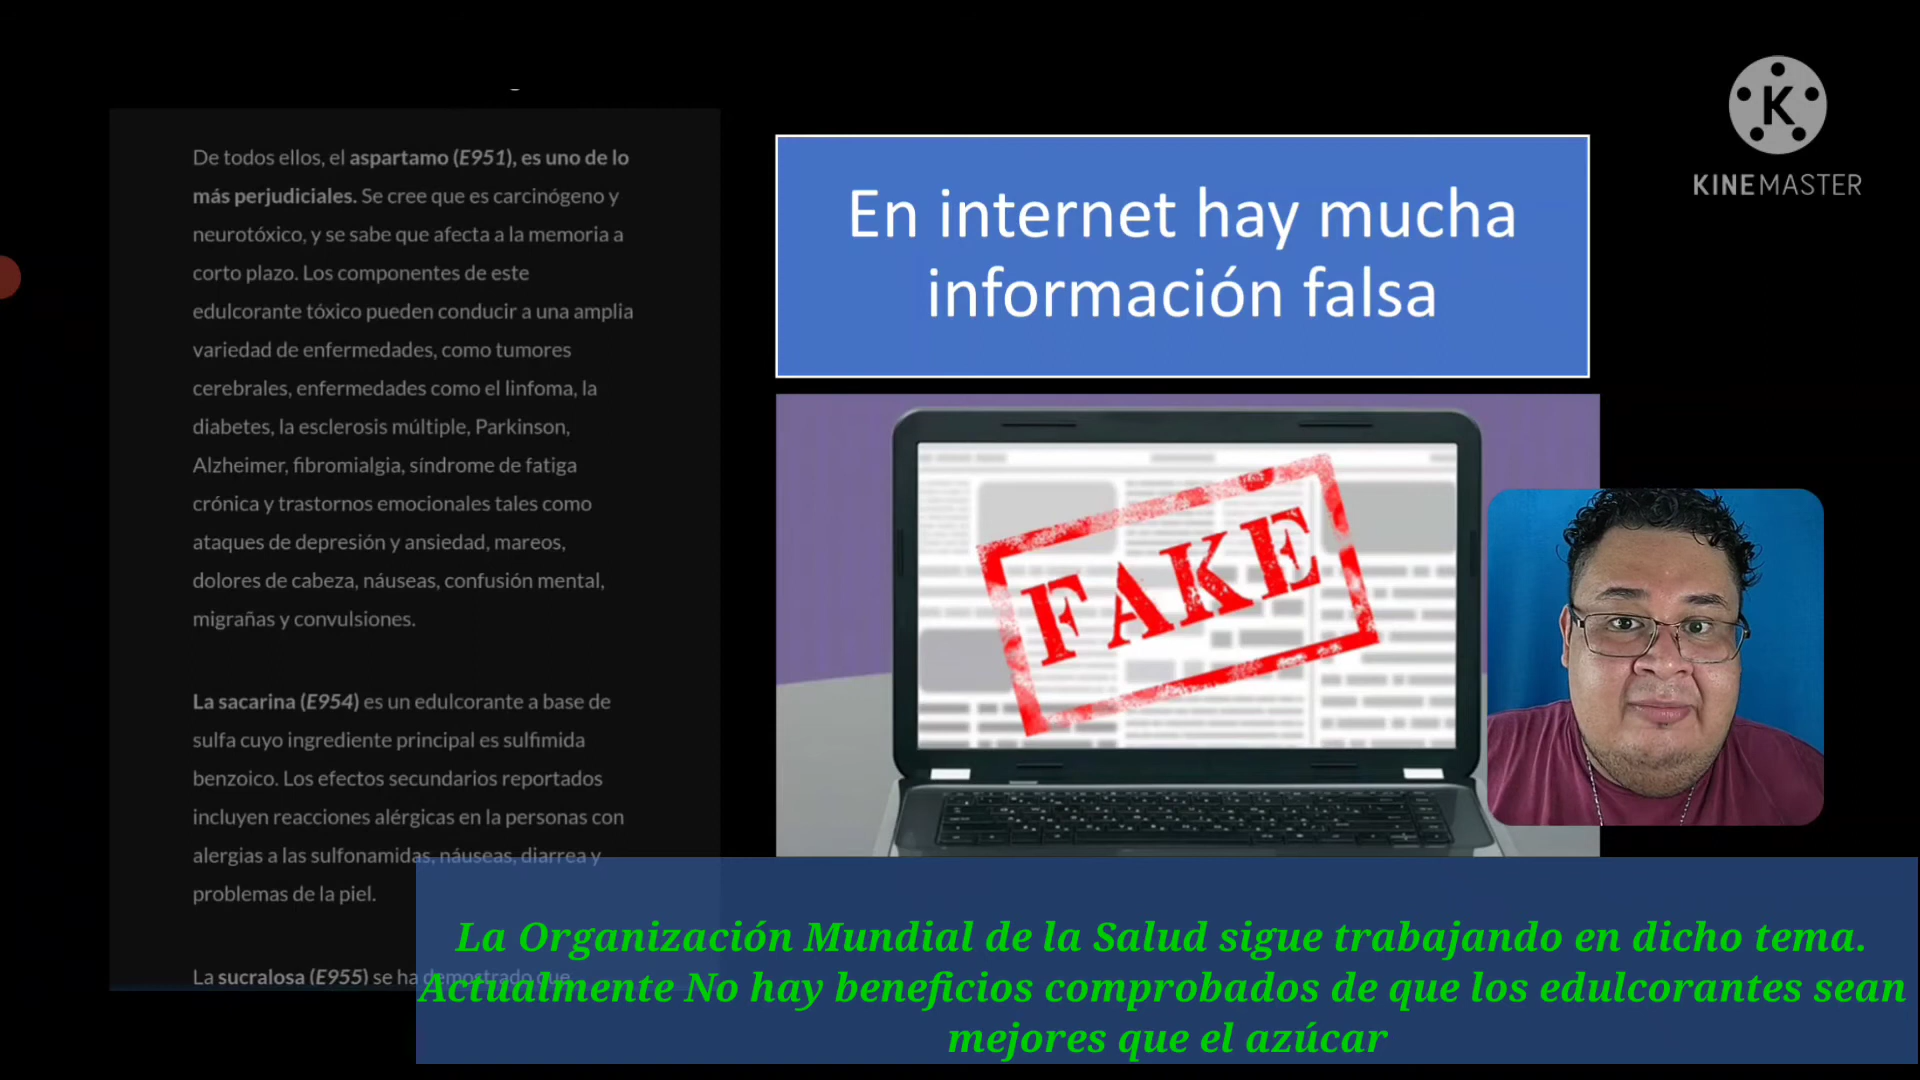 De todos ellos, el aspartamo (E951), es uno de lo
más perjudiciales. Se cree que es carcinógeno y
neurotóxico, y se sabe que afecta a la memoria a
corto plazo. Los componentes de este
edulcorante tóxico pueden conducir a una amplia
variedad de enfermedades, como tumores
cerebrales, enfermedades como el linfoma, la
diabetes, la esclerosis múltiple, Parkinson,
Alzheimer, fibromialgia, síndrome de fatiga
crónica y trastornos emocionales tales como
ataques de depresión y ansiedad, mareos,
dolores de cabeza, náuseas, confusión mental,
migrañas y convulsiones.
La sacarina (E954) es un edulcorante a base de
sulfa cuyo ingrediente principal es sulfimida
benzoico. Los efectos secundarios reportados
incluyen reacciones alérgicas en la personas con
alergias a las sulfonamidas, náuseas, diarrea y
problemas de la piel.
La sucralosa (E955) se ha demostrado que
En internet hay mucha
información falsa
FAKE
K
KINEMASTER
La Organización Mundial de la Salud sigue trabajando en dicho tema.
Actualmente No hay beneficios comprobados de que los edulcorantes sean
mejores que el azúcar